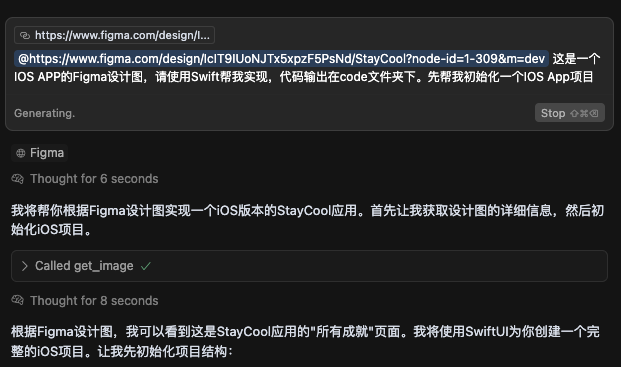 https://www.figma.com/design/I...
@https://www.figma.com/design/IcIT9IUoNJTx5xpzF5PsNd/StayCool?node-id=1-309&m=dev 这是一个
IOS APP的Figma设计图，请使用Swift帮我实现，代码输出在code文件夹下。先帮我初始化一个IOS App项目
Generating.
Stop ⇧⌘⌫
Figma
Thought for 6 seconds
我将帮你根据Figma设计图实现一个iOS版本的StayCool应用。首先让我获取设计图的详细信息，然后初
始化iOS项目。
Called get_image
Thought for 8 seconds
根据Figma设计图，我可以看到这是StayCool应用的"所有成就"页面。我将使用SwiftUI为你创建一个完
整的iOS项目。让我先初始化项目结构：